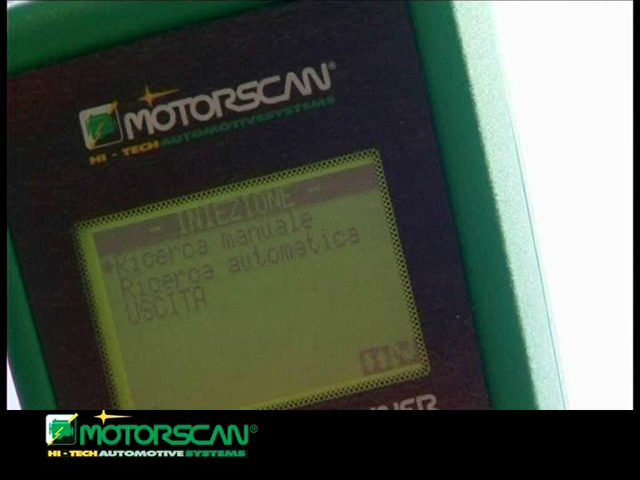 MOTORSCAN®
HI - TECH AUTOMOTIVE SYSTEMS
- INIEZIONE -
Ricerca manuale
Ricerca automatica
USCITA
MOTORSCAN®
HI - TECH AUTOMOTIVE SYSTEMS